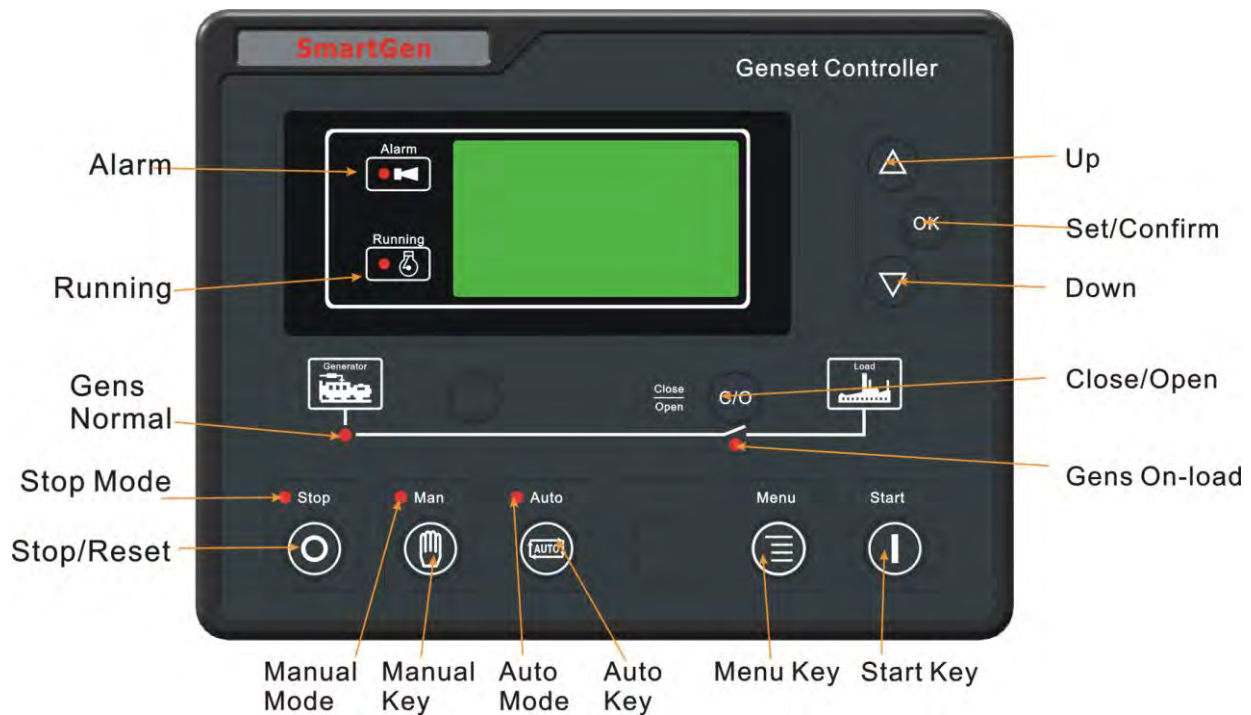 SmartGen
Genset Controller
Alarm
Alarm
Up
OK
Set/Confirm
Running
Running
Down
Generator
Load
Gens
Normal
Close
Open
C/O
Close/Open
Stop Mode
Gens On-load
Stop
Man
Auto
Menu
Start
Stop/Reset
AUTO
Manual
Mode
Manual
Key
Auto
Mode
Auto
Key
Menu Key
Start Key